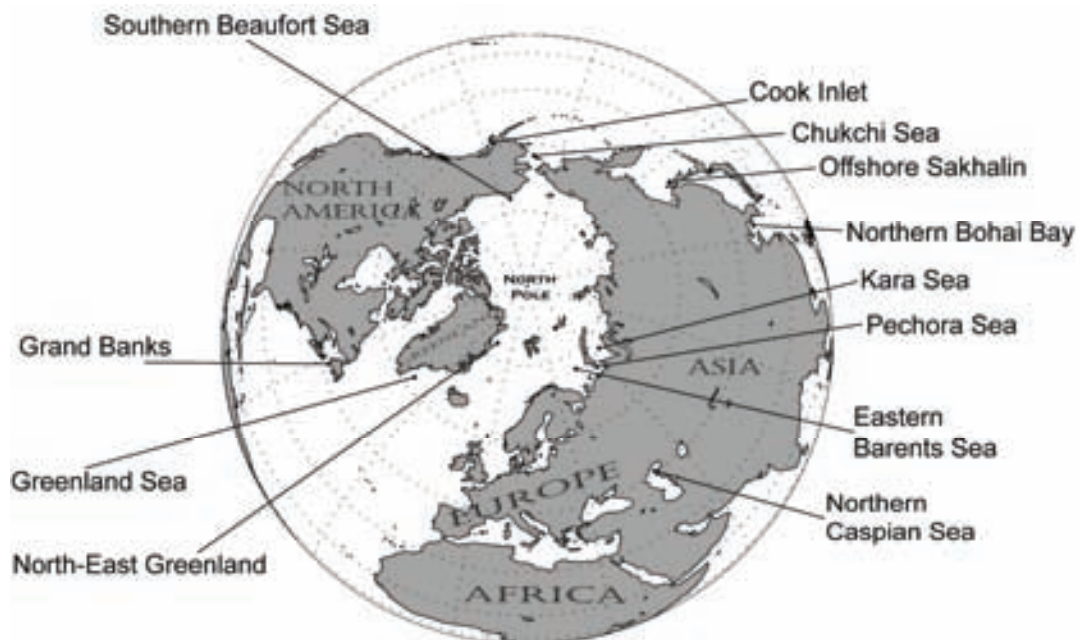 Southern Beaufort Sea
Cook Inlet
Chukchi Sea
Offshore Sakhalin
NORTH
AMERICA
Northern Bohai Bay
NORTH
POLE
Kara Sea
Pechora Sea
Grand Banks
GREENLAND
ASIA
Eastern
Barents Sea
Greenland Sea
EUROPE
Northern
Caspian Sea
North-East Greenland
AFRICA